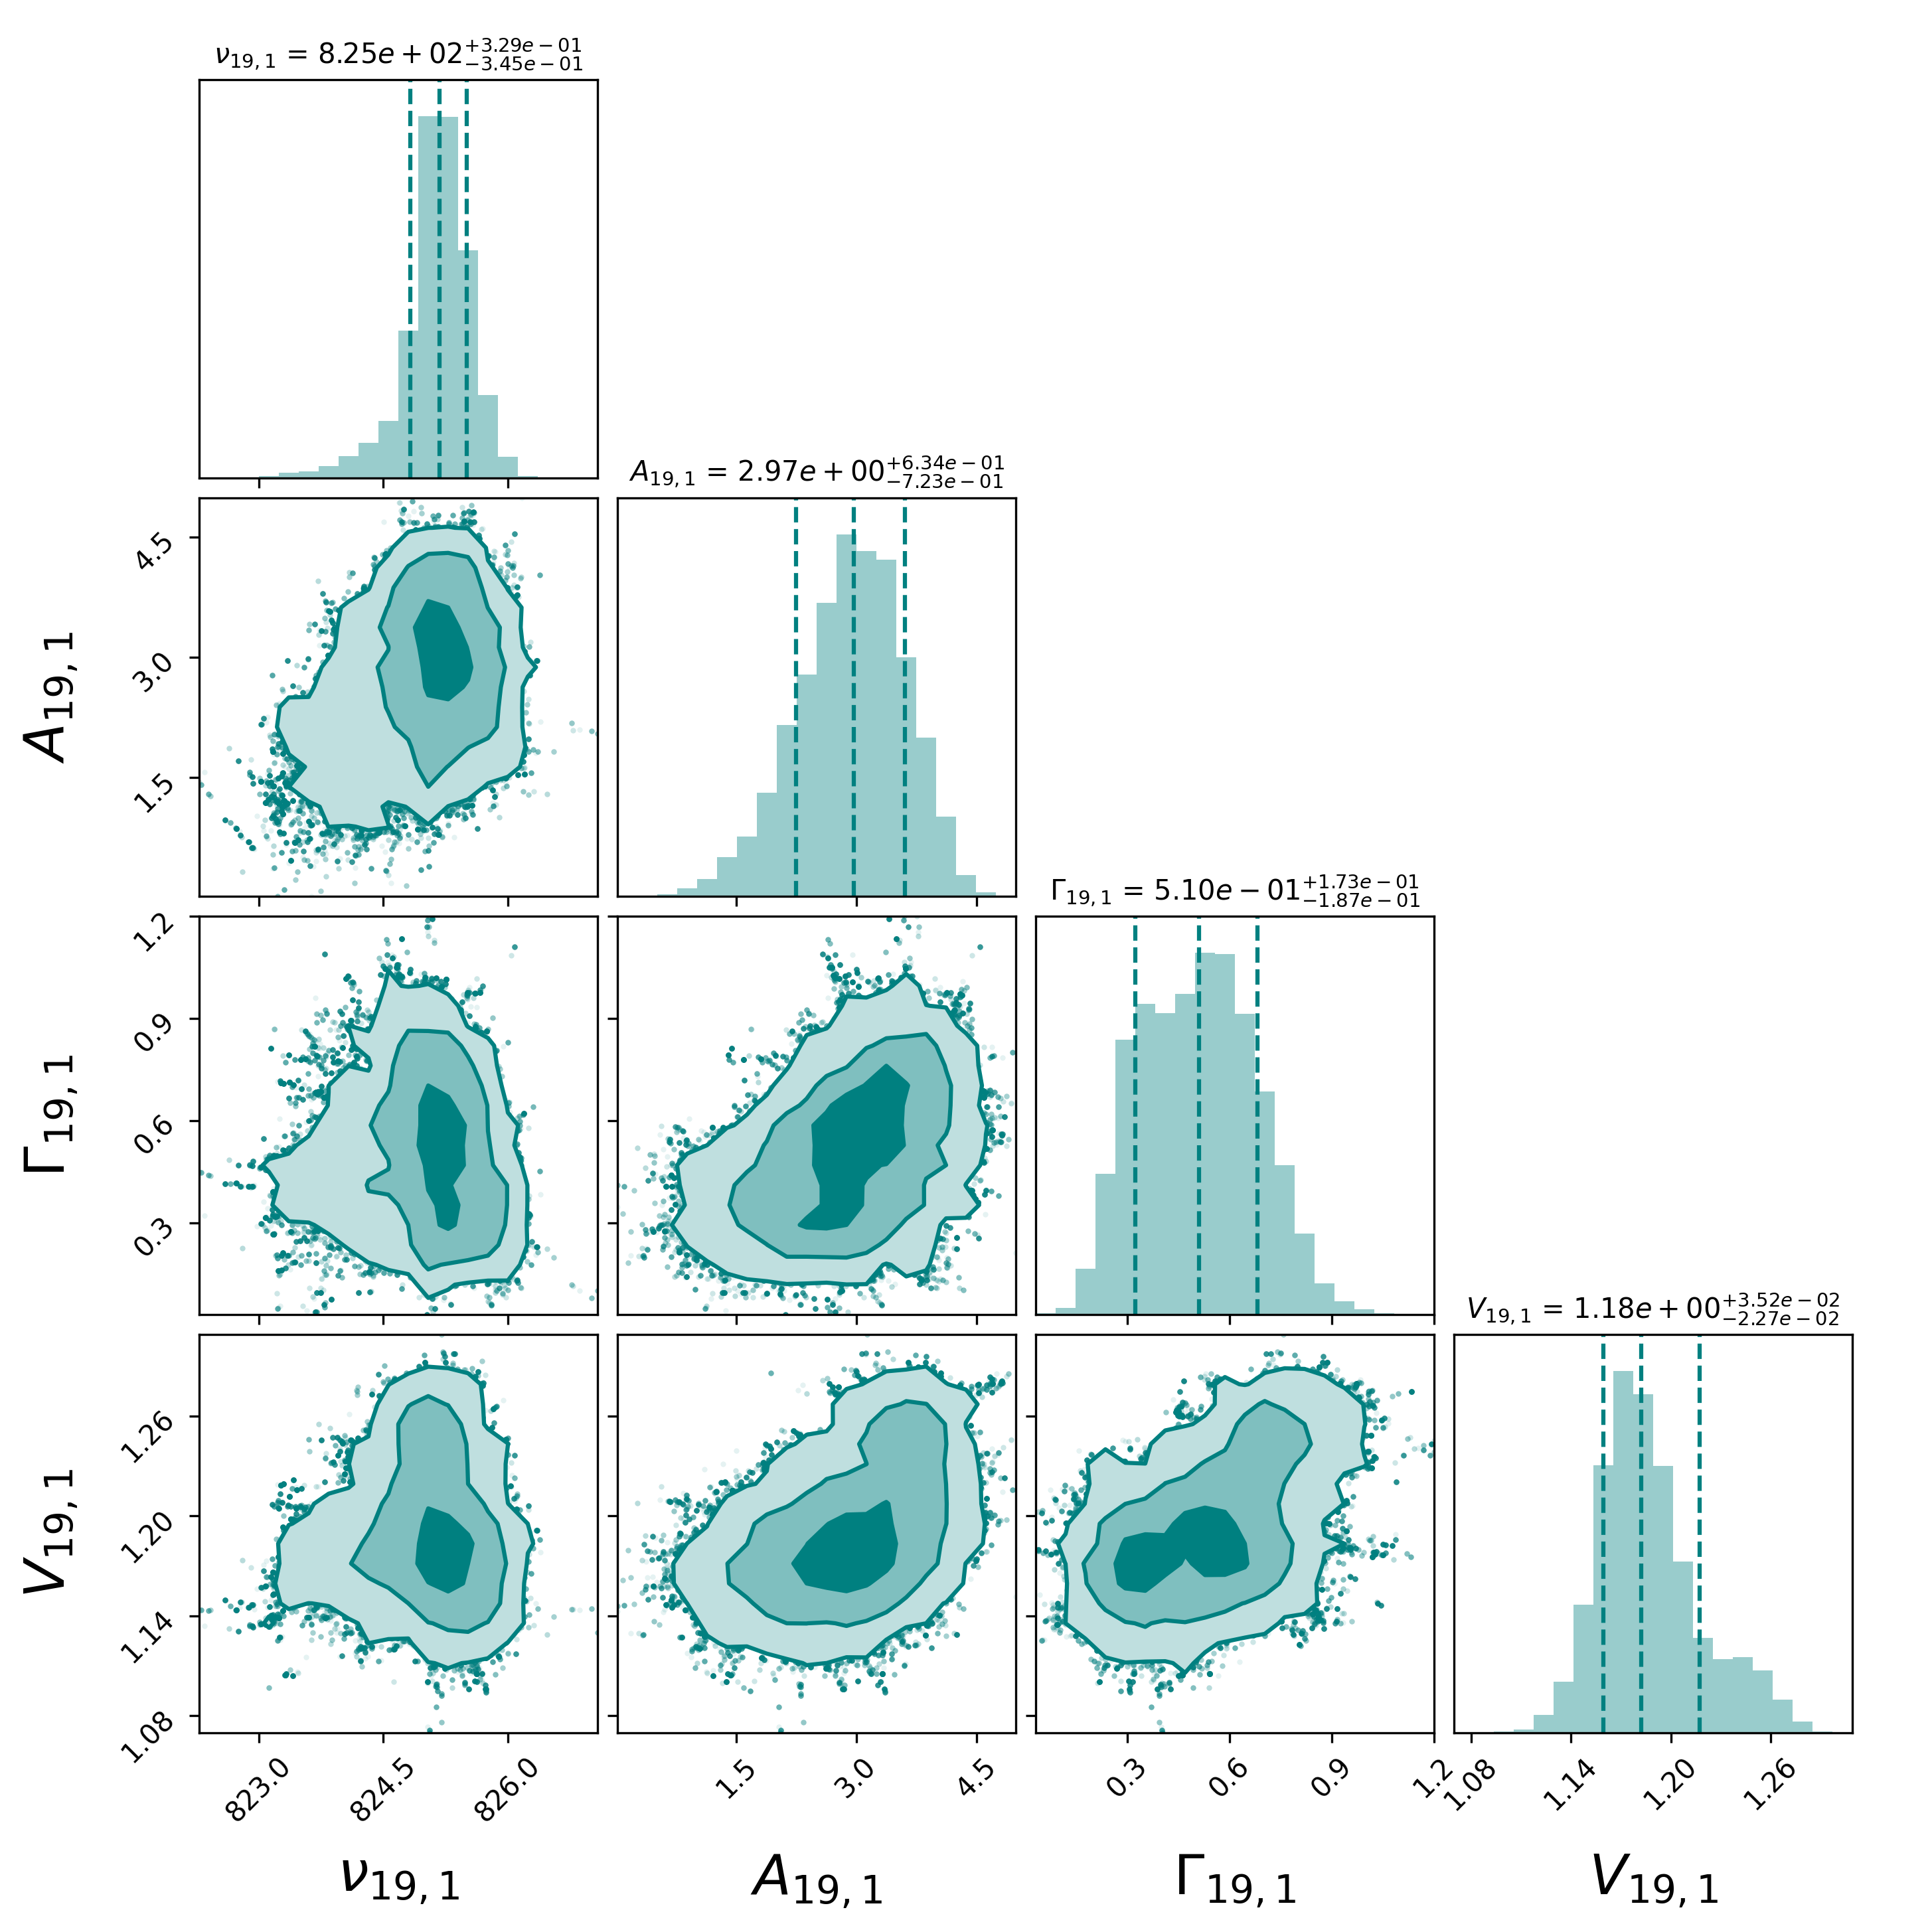 ν19, 1 = 8.25e + 02 +3.29e − 01 −3.45e − 01
A19, 1 = 2.97e + 00 +6.34e − 01 −7.23e − 01
4.5
3.0
1.5
A19, 1
Γ19, 1 = 5.10e − 01 +1.73e − 01 −1.87e − 01
1.2
0.9
0.6
0.3
Γ19, 1
V19, 1 = 1.18e + 00 +3.52e − 02 −2.27e − 02
1.26
1.20
1.14
1.08
V19, 1
823.0 824.5 826.0 1.5 3.0 4.5 0.3 0.6 0.9 1.2 1.08 1.14 1.20 1.26
ν19, 1 A19, 1 Γ19, 1 V19, 1